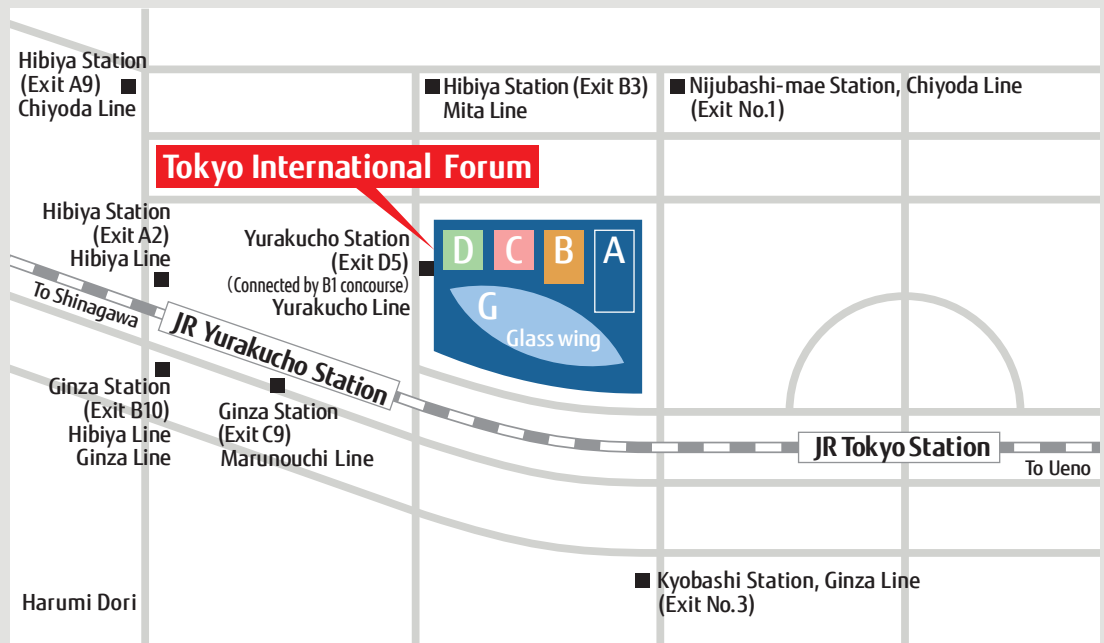 Hibiya Station
(Exit A9)
Chiyoda Line
Hibiya Station (Exit B3)
Mita Line
Nijubashi-mae Station, Chiyoda Line
(Exit No.1)
Tokyo International Forum
Hibiya Station
(Exit A2)
Hibiya Line
Yurakucho Station
(Exit D5)
(Connected by B1 concourse)
Yurakucho Line
D
C
B
A
G
Glass wing
To Shinagawa
JR Yurakucho Station
Ginza Station
(Exit B10)
Hibiya Line
Ginza Line
Ginza Station
(Exit C9)
Marunouchi Line
JR Tokyo Station
To Ueno
Kyobashi Station, Ginza Line
(Exit No.3)
Harumi Dori